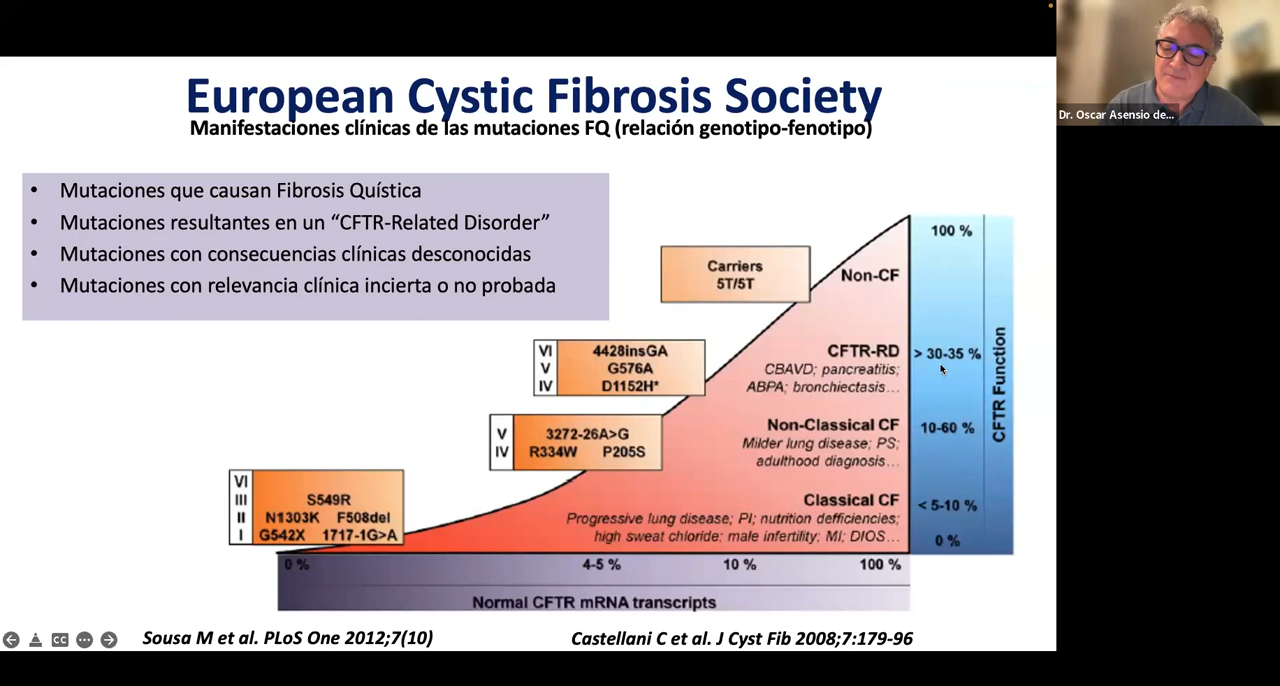 European Cystic Fibrosis Society
Manifestaciones clínicas de las mutaciones FQ (relación genotipo-fenotipo)
• Mutaciones que causan Fibrosis Quística
• Mutaciones resultantes en un “CFTR-Related Disorder”
• Mutaciones con consecuencias clínicas desconocidas
• Mutaciones con relevancia clínica incierta o no probada
Carriers
5T/5T
VI
V
IV
4428insGA
G576A
D1152H*
V
IV
3272-26A>G
R334W P205S
VI
III
II
I
S549R
N1303K F508del
G542X 1717-1G>A
Non-CF
CFTR-RD
CBAVD; pancreatitis;
ABPA; bronchiectasis...
Non-Classical CF
Milder lung disease; PS;
adulthood diagnosis...
Classical CF
Progressive lung disease; PI; nutrition defficiencies;
high sweat chloride; male infertility; MI; DIOS...
100 %
> 30-35 %
10-60 %
< 5-10 %
0 %
CFTR Function
0 % 4-5 % 10 % 100 %
Normal CFTR mRNA transcripts
Sousa M et al. PLoS One 2012;7(10)
Castellani C et al. J Cyst Fib 2008;7:179-96
CC
Dr. Oscar Asensio de...